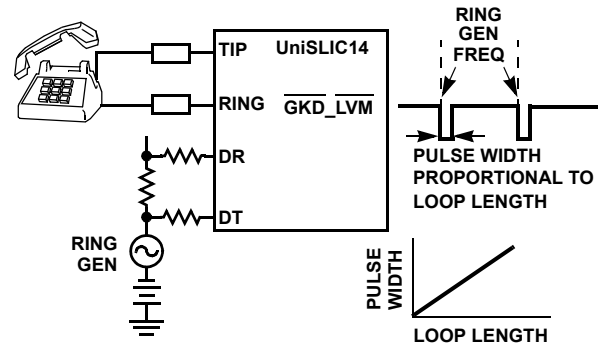 TIP
UniSLIC14
RING
GKD_LVM
DR
DT
RING
GEN
RING
GEN
FREQ
PULSE WIDTH
PROPORTIONAL TO
LOOP LENGTH
PULSE
WIDTH
LOOP LENGTH